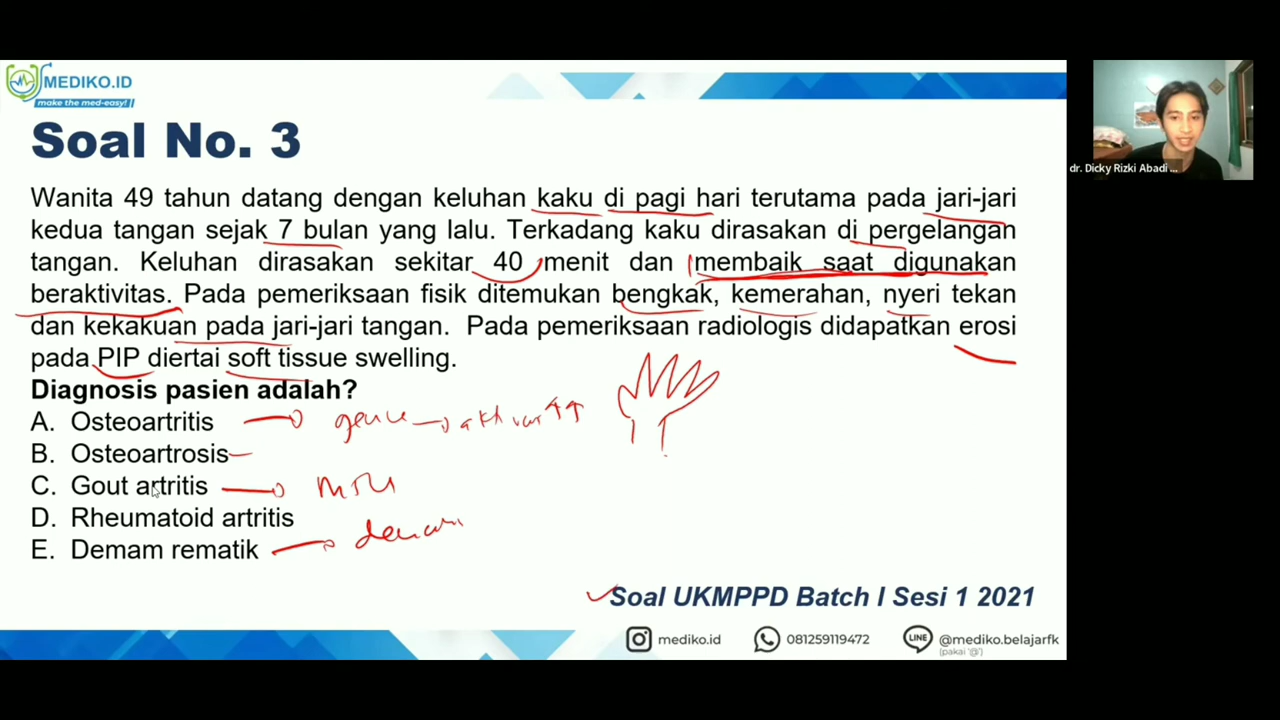 MEDIKO.ID
make the med-easy!
Soal No. 3
dr. Dicky Rizki Abadi ...
Wanita 49 tahun datang dengan keluhan kaku di pagi hari terutama pada jari-jari
kedua tangan sejak 7 bulan yang lalu. Terkadang kaku dirasakan di pergelangan
tangan. Keluhan dirasakan sekitar 40 menit dan membaik saat digunakan
beraktivitas. Pada pemeriksaan fisik ditemukan bengkak, kemerahan, nyeri tekan
dan kekakuan pada jari-jari tangan. Pada pemeriksaan radiologis didapatkan erosi
pada PIP diertai soft tissue swelling.
Diagnosis pasien adalah?
A. Osteoartritis
B. Osteoartrosis
C. Gout artritis
D. Rheumatoid artritis
E. Demam rematik
Soal UKMPPD Batch I Sesi 1 2021
mediko.id 081259119472 LINE @mediko.belajarfk
(pakai '@')